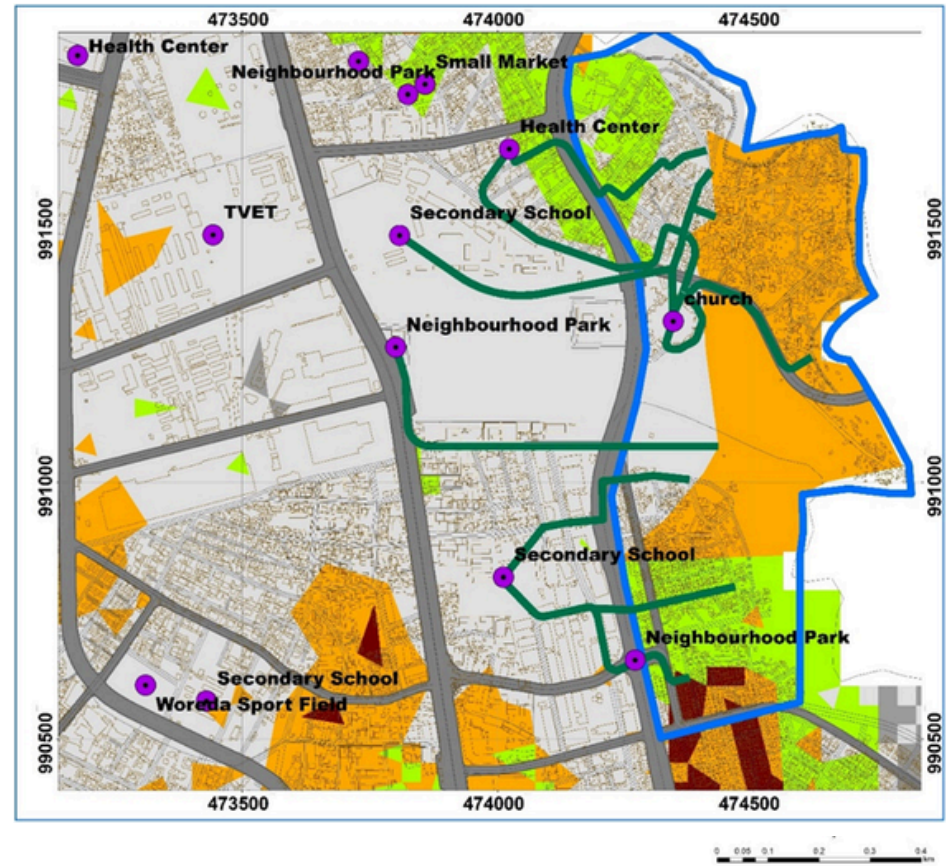 473500 474000 474500
Health Center
Small Market
Neighbourhood Park
Health Center
TVET
Secondary School
991500
991500
church
Neighbourhood Park
991000
991000
Secondary School
Neighbourhood Park
Secondary School
Woreda Sport Field
990500
990500
473500 474000 474500
0 0.05 0.1 0.2 0.3 0.4